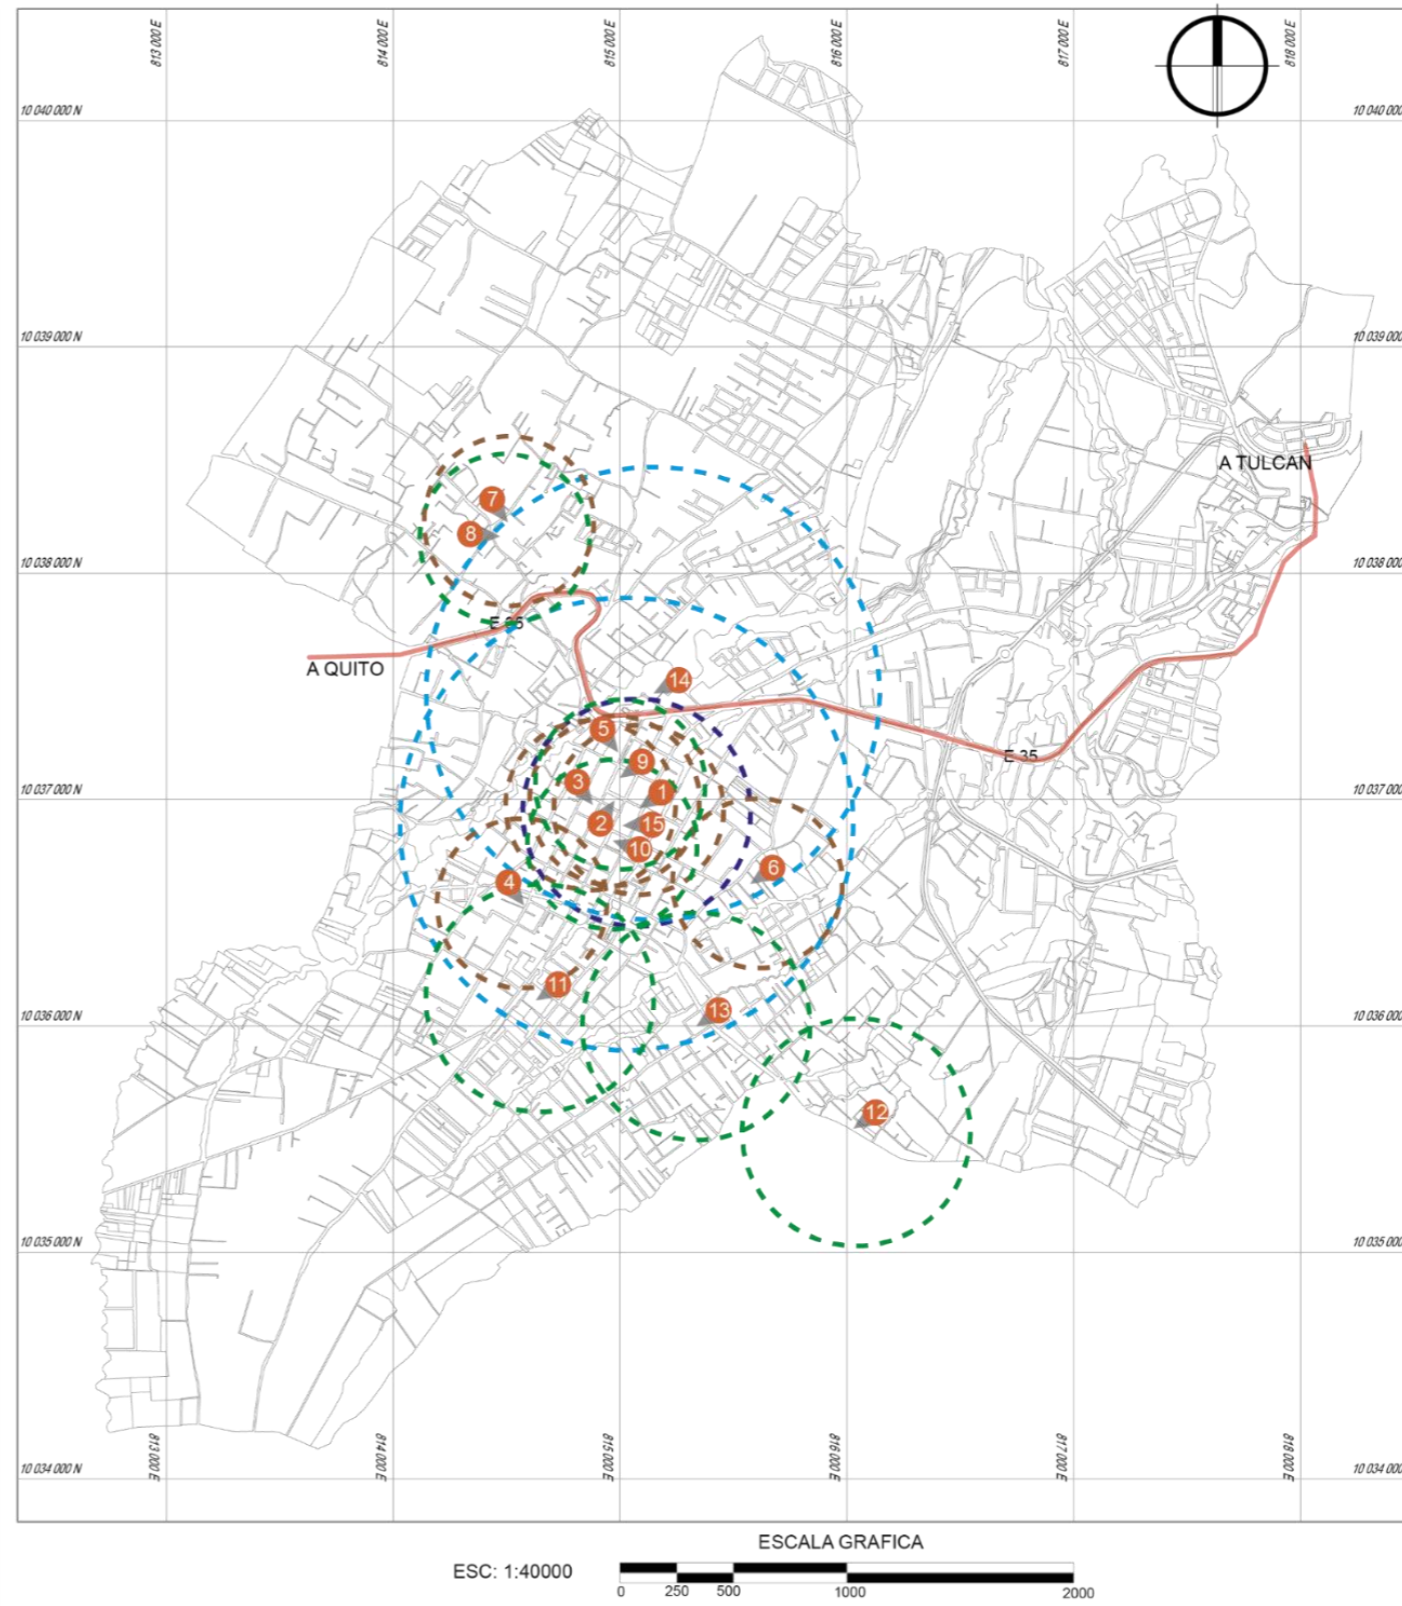 813 000 E
814 000 E
815 000 E
816 000 E
817 000 E
818 000 E
10 040 000 N
10 040 000
10 039 000 N
10 039 000
A TULCAN
7
8
10 038 000 N
10 038 000
E 35
A QUITO
14
5
9
E 35
3
1
10 037 000 N
10 037 000
2
15
10
6
4
11
13
10 036 000 N
10 036 000
12
10 035 000 N
10 035 000
813 000 E
814 000 E
815 000 E
816 000 E
817 000 E
818 000 E
10 034 000 N
10 034 000
ESCALA GRAFICA
ESC: 1:40000
0 250 500 1000 2000